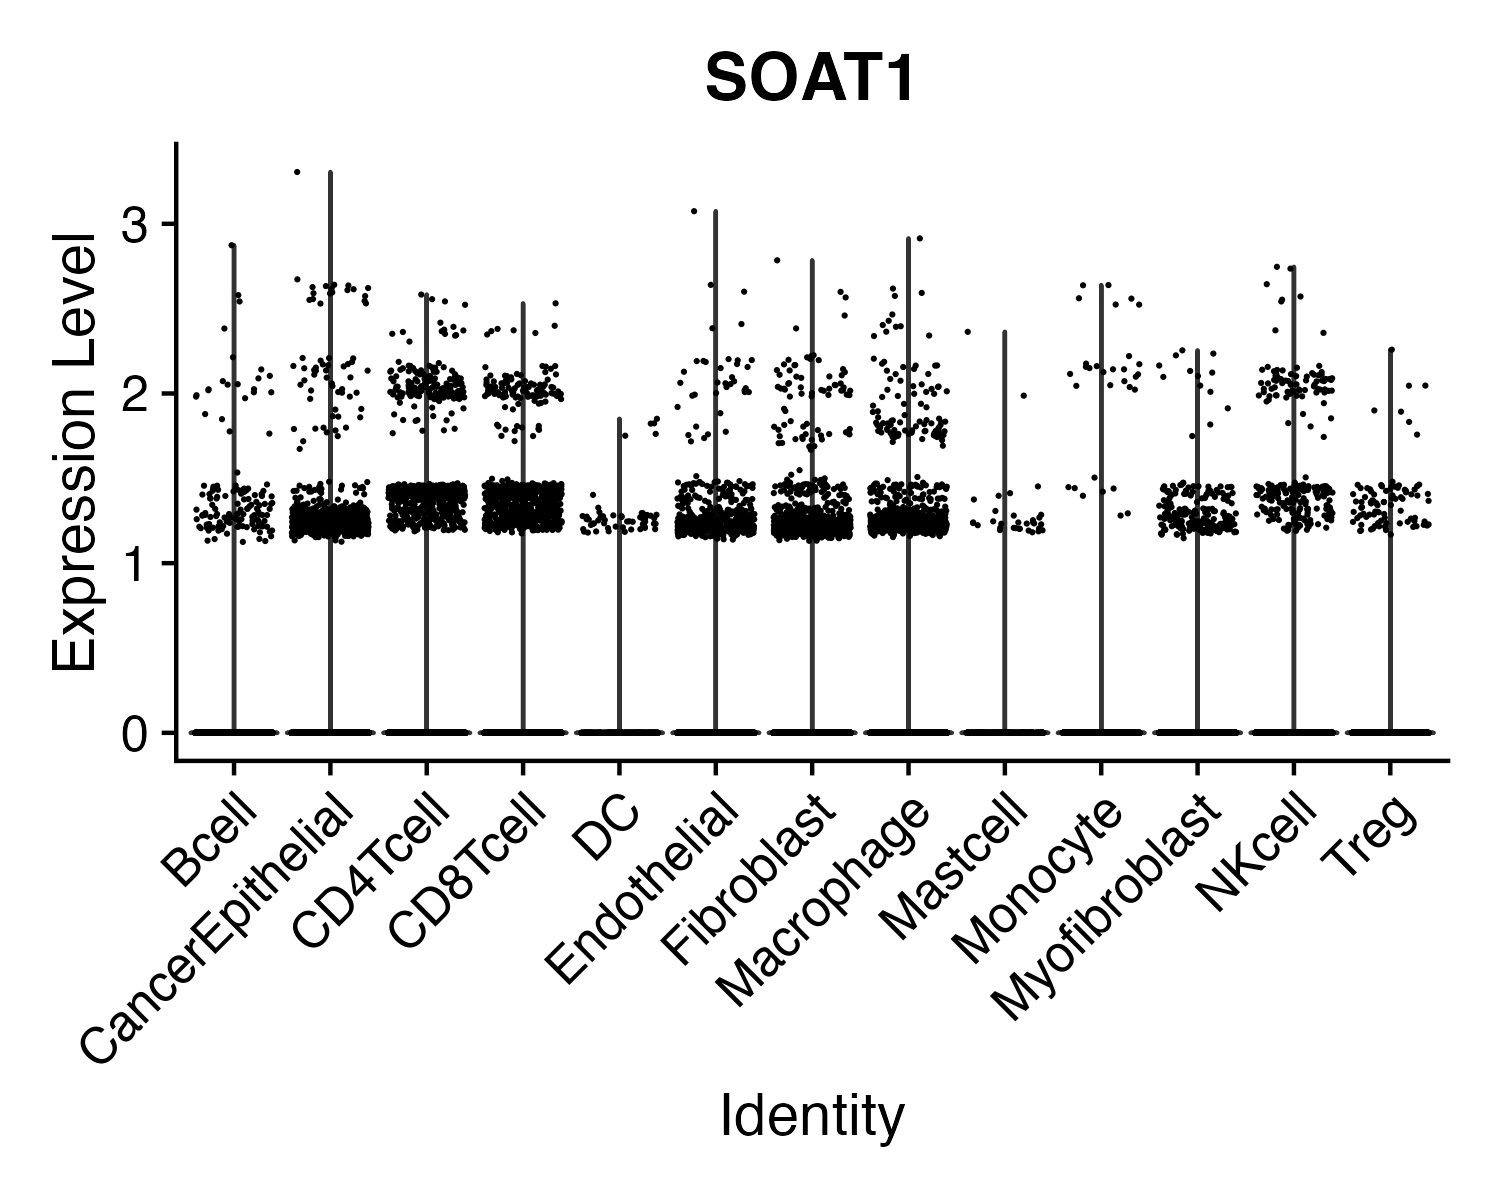 SOAT1
Expression Level
3
2
1
0
Bcell
CancerEpithelial
CD4Tcell
CD8Tcell
DC
Endothelial
Fibroblast
Macrophage
Mastcell
Monocyte
Myofibroblast
NKcell
Treg
Identity